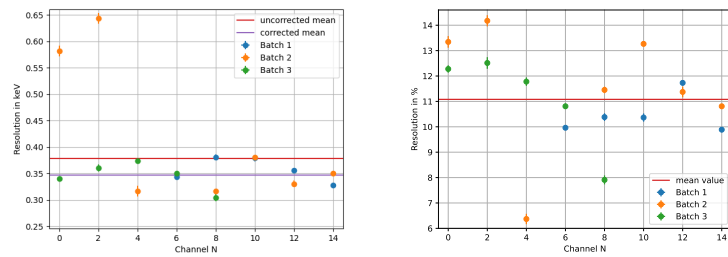 0.65
0.60
0.55
0.50
0.45
0.40
0.35
0.30
0.25
Resolution in keV
0 2 4 6 8 10 12 14
Channel N
uncorrected mean
corrected mean
Batch 1
Batch 2
Batch 3
14
13
12
11
10
9
8
7
6
Resolution in %
0 2 4 6 8 10 12 14
Channel N
mean value
Batch 1
Batch 2
Batch 3